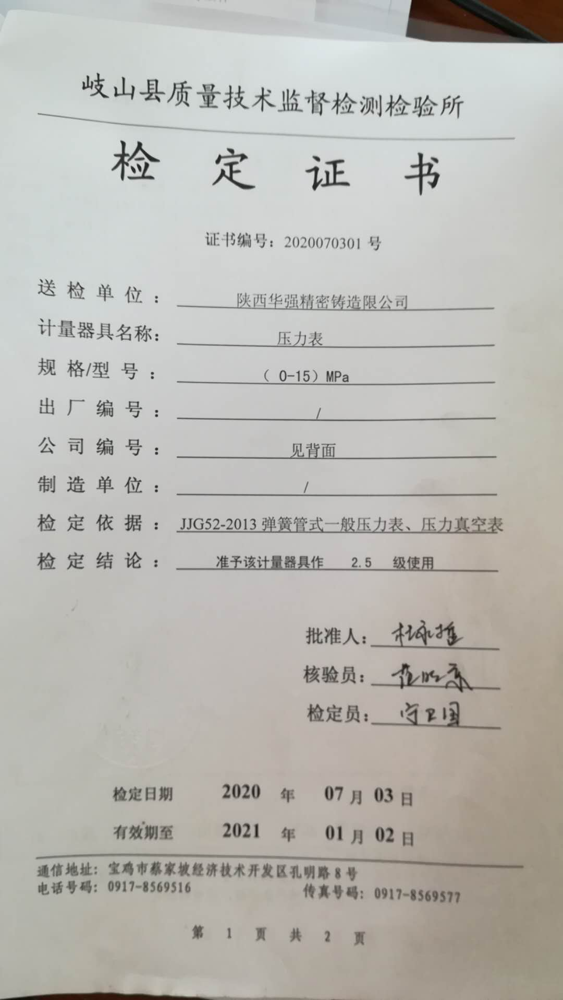 岐山县质量技术监督检测检验所
检 定 证 书
证书编号：2020070301 号
送 检 单 位 ： 陕西华强精密铸造限公司
计量器具名称： 压力表
规 格/型 号 ： （ 0-15）MPa
出 厂 编 号 ： /
公 司 编 号 ： 见背面
制 造 单 位 ： /
检 定 依 据 ： JJG52-2013 弹簧管式一般压力表、压力真空表
检 定 结 论 ： 准予该计量器具作 2.5 级使用
批准人：
核验员：
检定员： 守卫国
检定日期 2020 年 07 月 03 日
有效期至 2021 年 01 月 02 日
通信地址：宝鸡市蔡家坡经济技术开发区孔明路 8 号
电话号码：0917-8569516 传真号码：0917-8569577
第 1 页 共 2 页